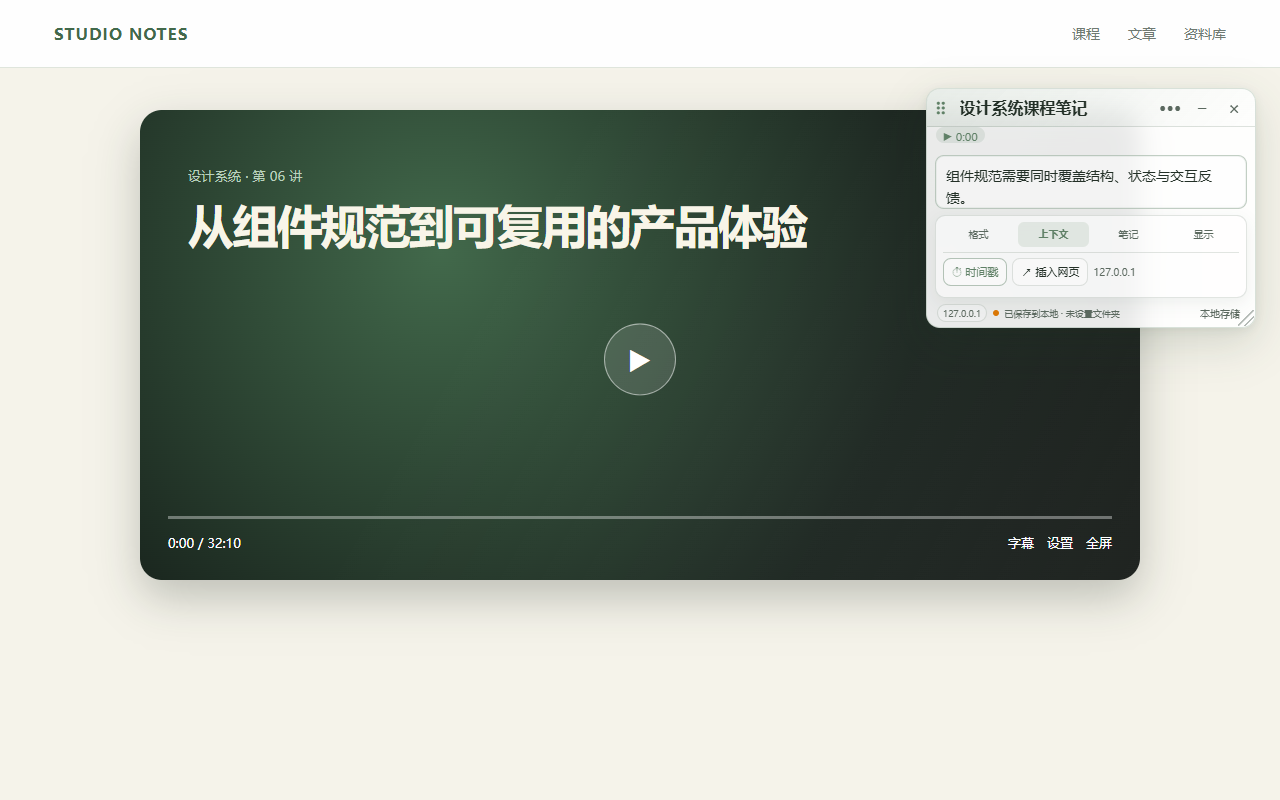 STUDIO NOTES
课程 文章 资料库
设计系统 · 第 06 讲
从组件规范到可复用的产品体验
0:00 / 32:10
字幕 设置 全屏
设计系统课程笔记
0:00
组件规范需要同时覆盖结构、状态与交互反
馈。
格式 上下文 笔记 显示
时间戳 ↗ 插入网页 127.0.0.1
127.0.0.1 已保存到本地 · 未设置文件夹 本地存储